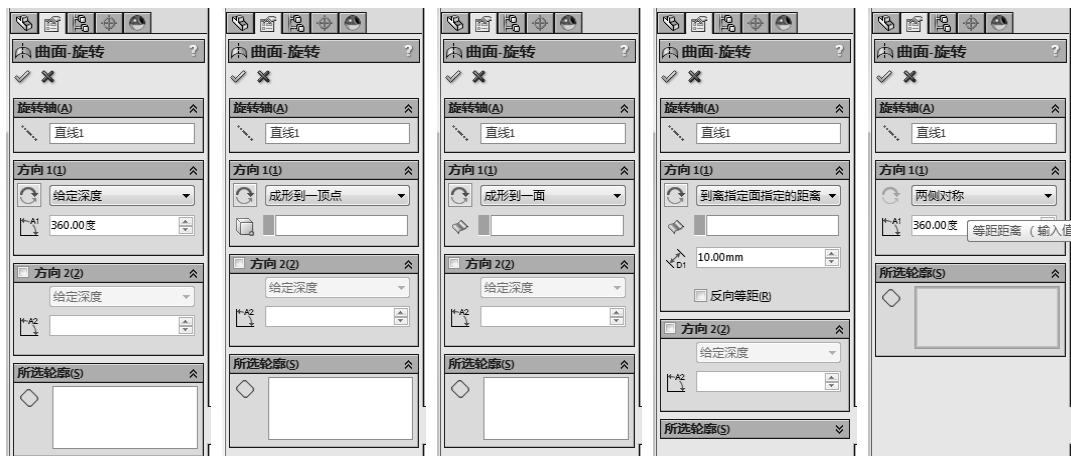 曲面-旋转 ?
旋转轴(A)
直线1
方向 1(1)
给定深度
A1 360.00度
方向 2(2)
给定深度
A2
所选轮廓(S)
曲面-旋转 ?
旋转轴(A)
直线1
方向 1(1)
成形到一顶点
方向 2(2)
给定深度
A2
所选轮廓(S)
曲面-旋转 ?
旋转轴(A)
直线1
方向 1(1)
成形到一面
方向 2(2)
给定深度
A2
所选轮廓(S)
曲面-旋转 ?
旋转轴(A)
直线1
方向 1(1)
到离指定面指定的距离
D1 10.00mm
反向等距(R)
方向 2(2)
给定深度
A2
所选轮廓(S)
曲面-旋转 ?
旋转轴(A)
直线1
方向 1(1)
两侧对称
A1 360.00度
等距距离（输入值
所选轮廓(S)